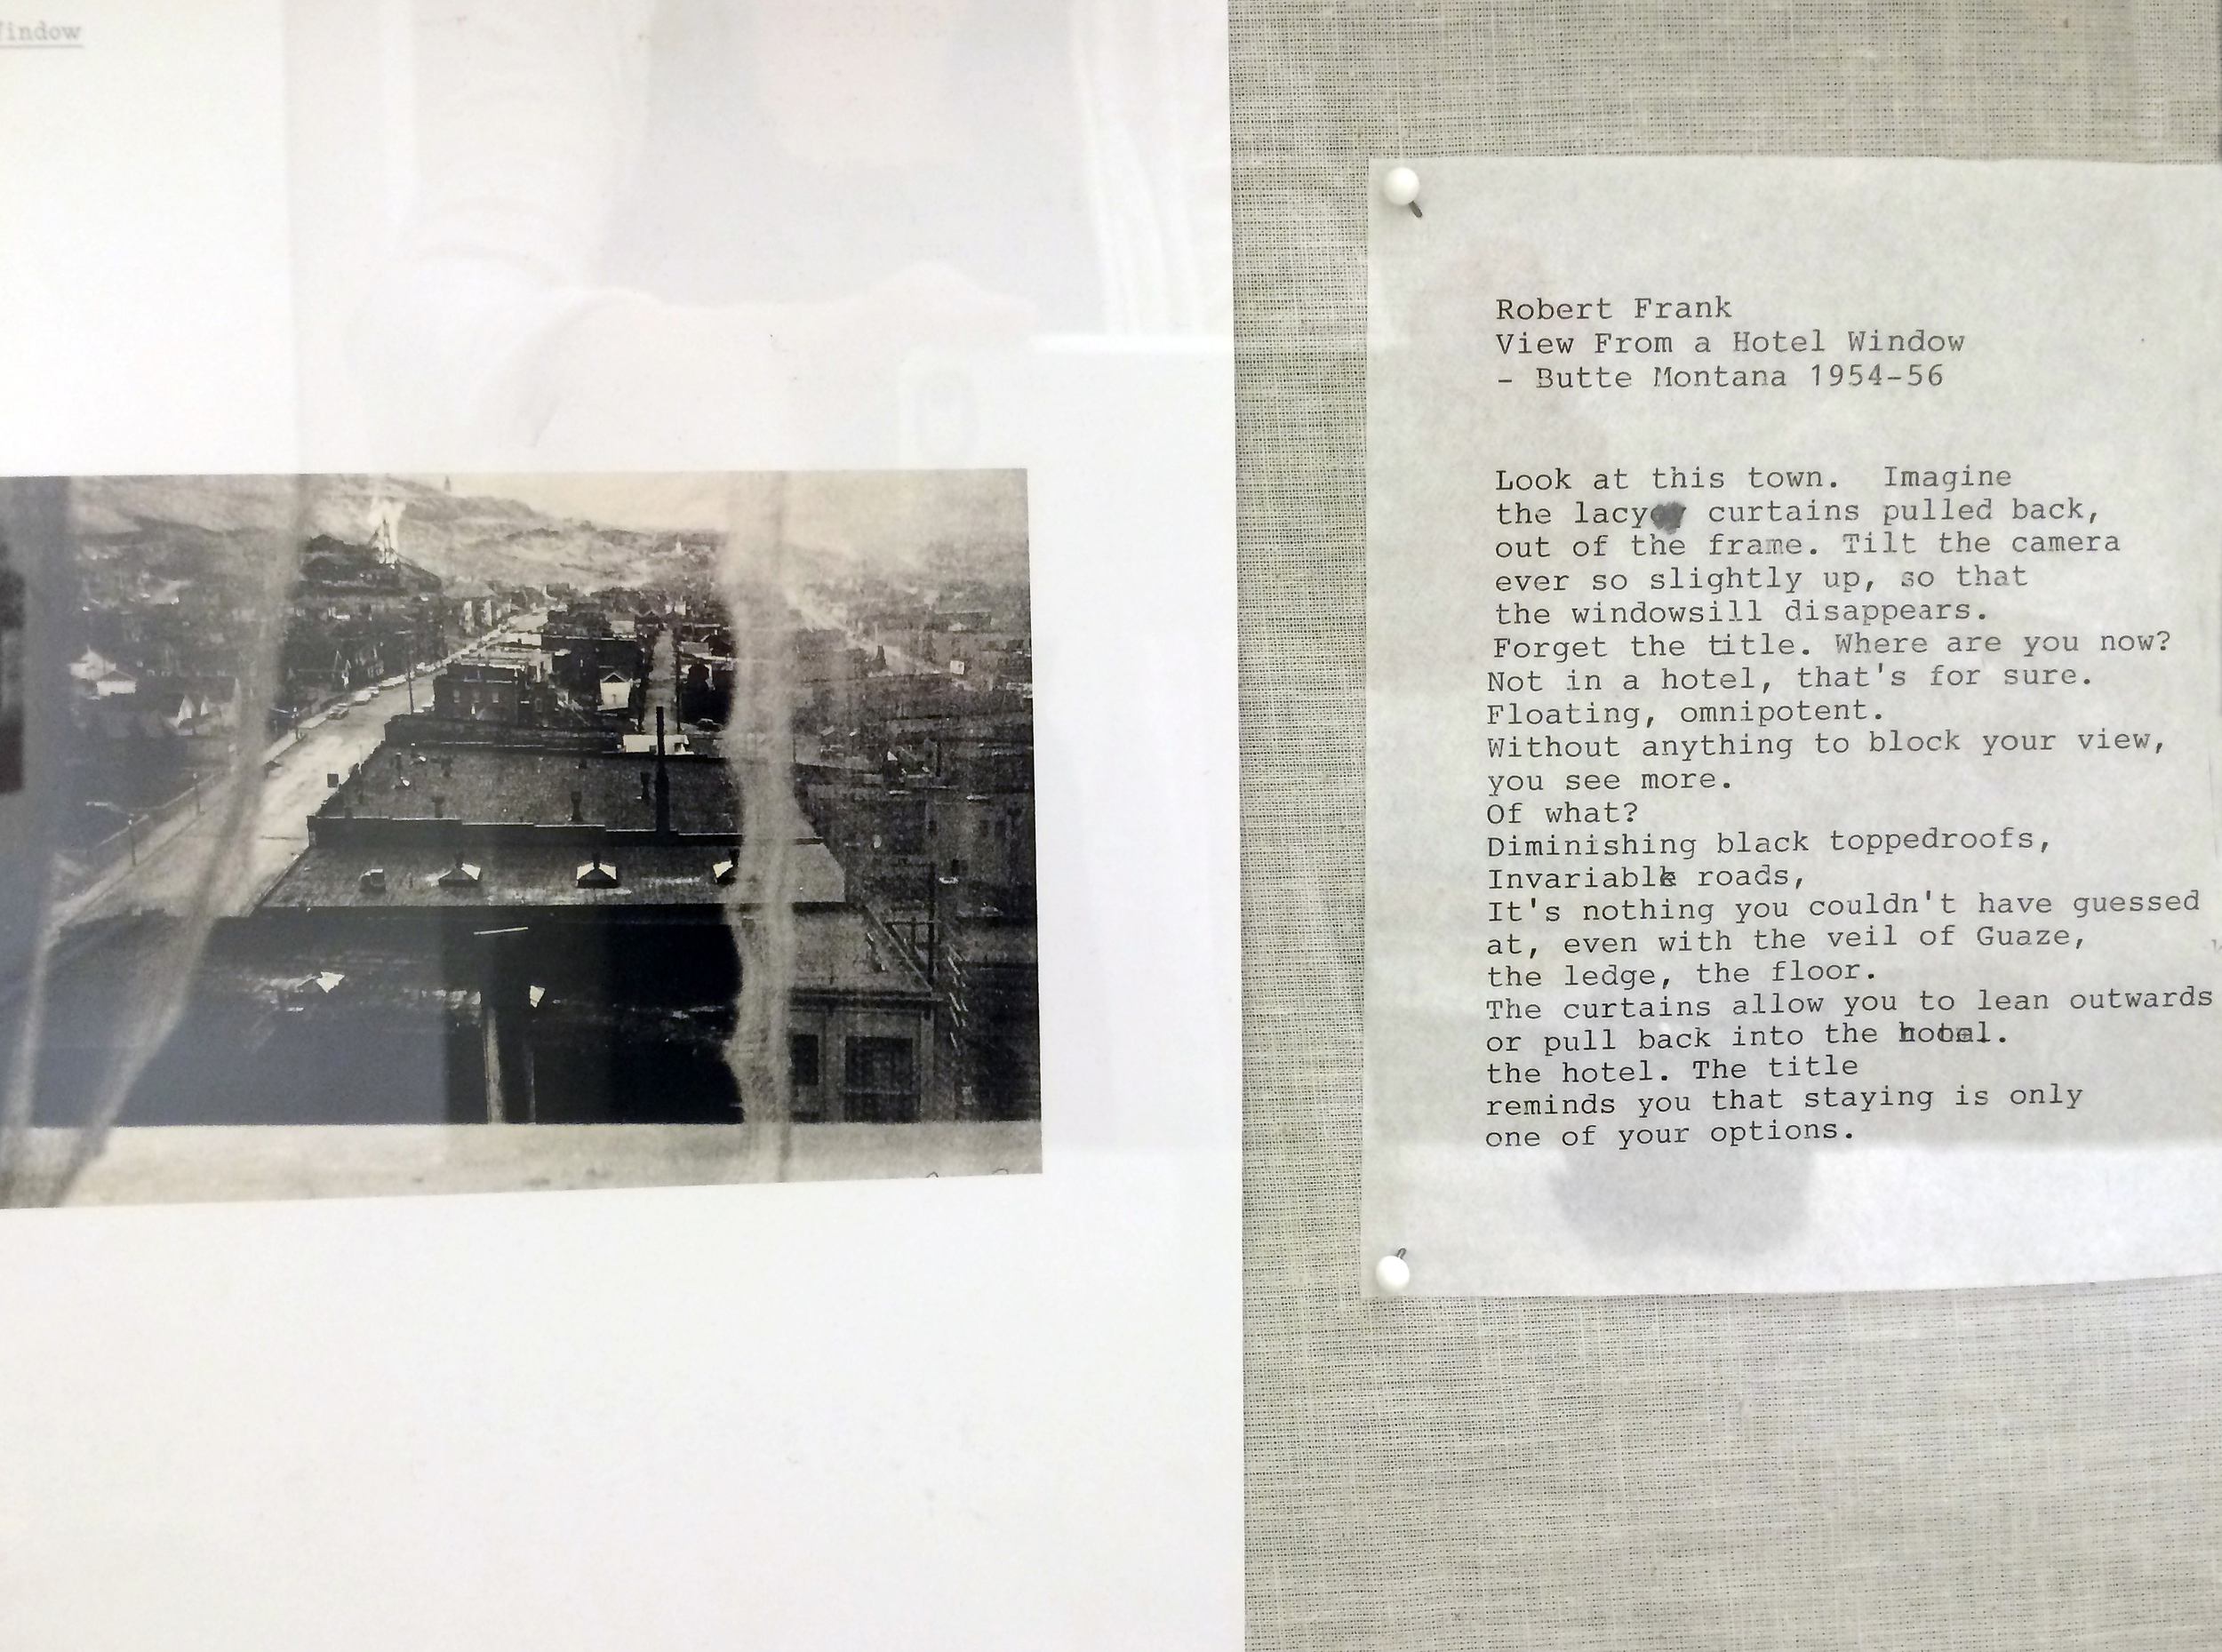 Window
Robert Frank
View From a Hotel Window
- Butte Montana 1954-56
Look at this town.  Imagine
the lacy curtains pulled back,
out of the frame. Tilt the camera
ever so slightly up, so that
the windowsill disappears.
Forget the title. Where are you now?
Not in a hotel, that's for sure.
Floating, omnipotent.
Without anything to block your view,
you see more.
Of what?
Diminishing black toppedroofs,
Invariable roads,
It's nothing you couldn't have guessed
at, even with the veil of Guaze,
the ledge, the floor.
The curtains allow you to lean outwards
or pull back into the hotel.
the hotel. The title
reminds you that staying is only
one of your options.